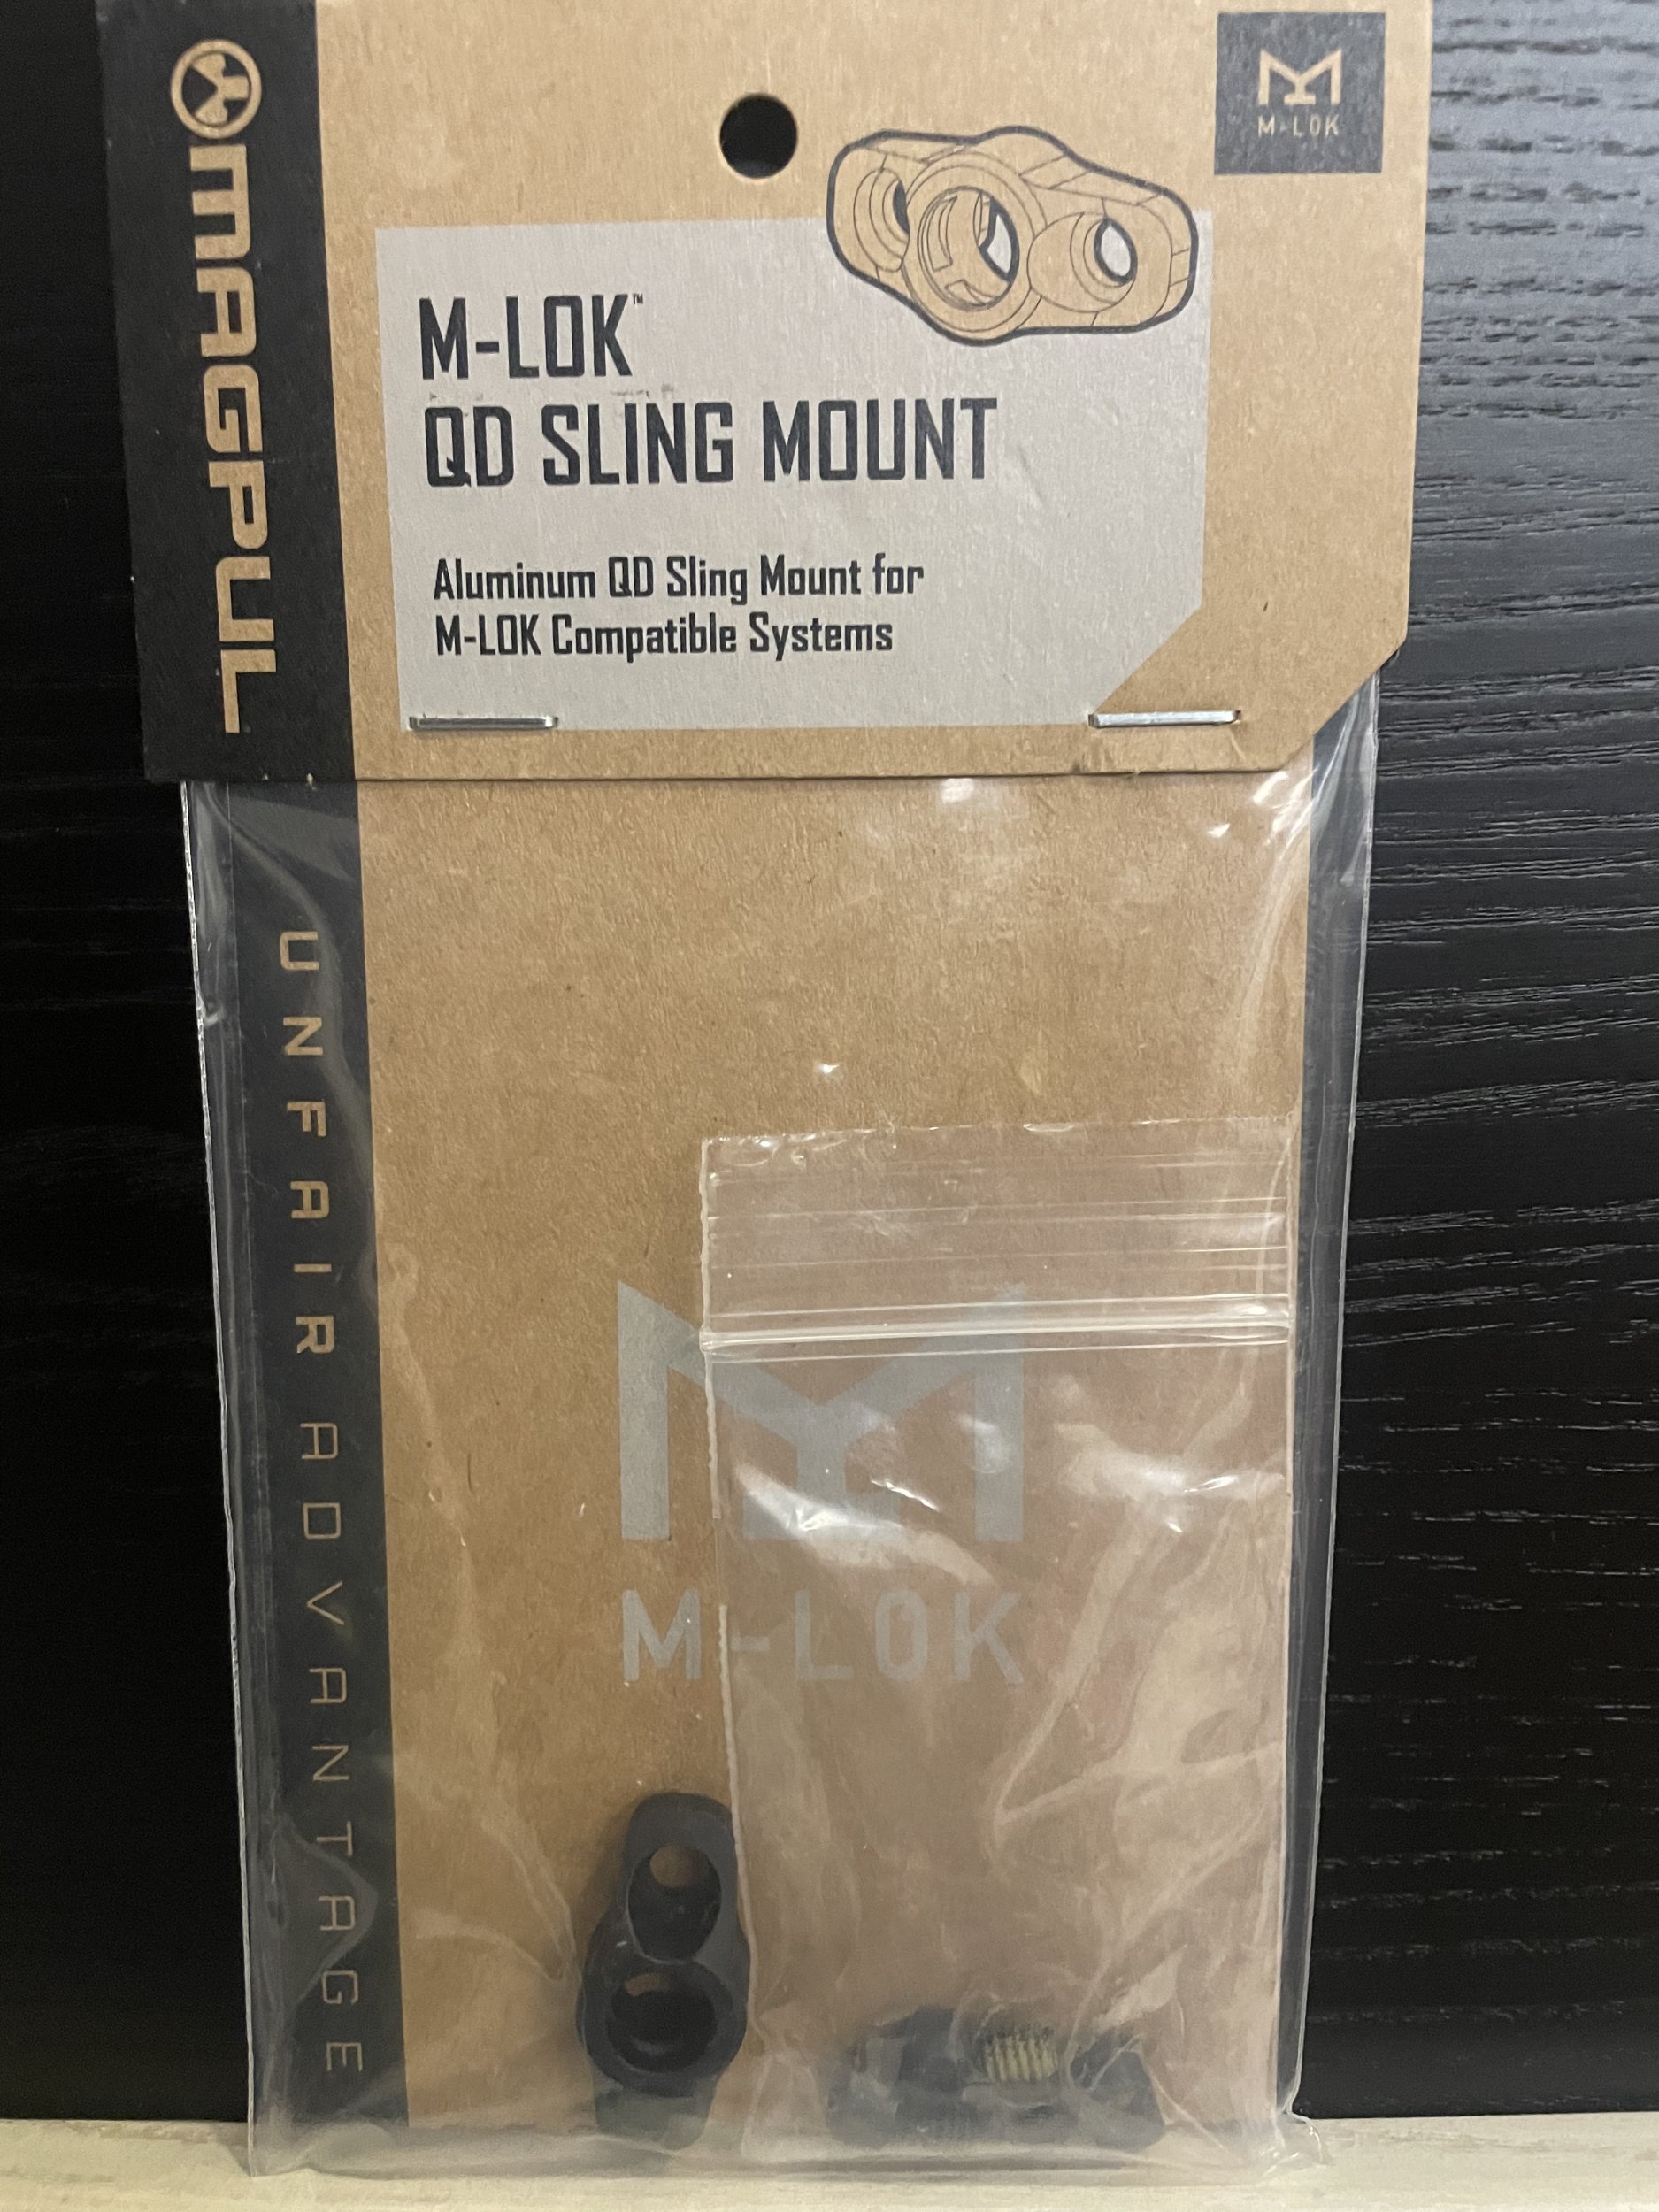 MAGPUL
M-LOK
M-LOK™
QD SLING MOUNT
Aluminum QD Sling Mount for
M-LOK Compatible Systems
UNFAIR ADVANTAGE
M-LOK